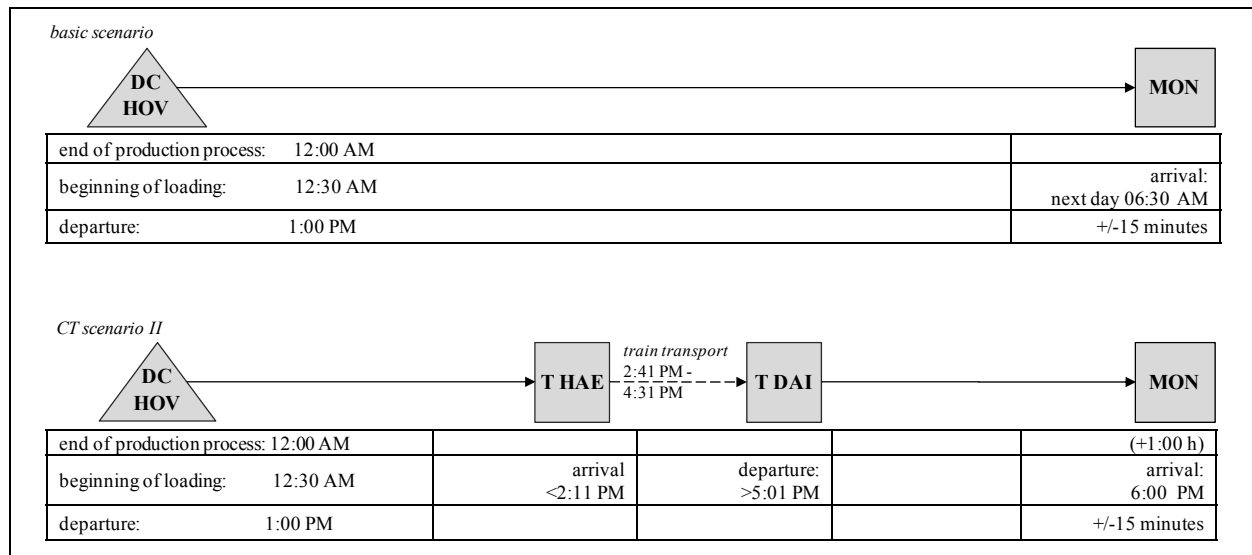 basic scenario
DC
HOV
MON
end of production process: 12:00 AM
beginning of loading: 12:30 AM
arrival:
next day 06:30 AM
departure: 1:00 PM
+/-15 minutes
CT scenario II
DC
HOV
T HAE
train transport
2:41 PM -
4:31 PM
T DAI
MON
end of production process: 12:00 AM
(+1:00 h)
beginning of loading: 12:30 AM
arrival
<2:11 PM
departure:
>5:01 PM
arrival:
6:00 PM
departure: 1:00 PM
+/-15 minutes